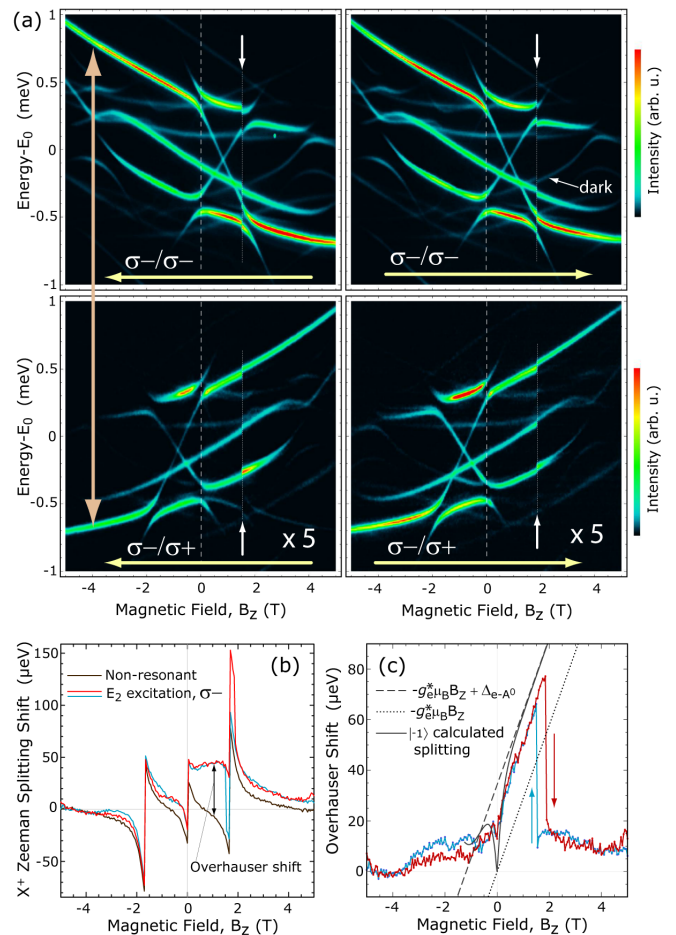 (a)
1
0.5
0
-0.5
-1
Energy-E0 (meV)
σ−/σ−
σ−/σ−
dark
Intensity (arb. u.)
1
0.5
0
-0.5
-1
Energy-E0 (meV)
σ−/σ+
x 5
σ−/σ+
x 5
Intensity (arb. u.)
-4 -2 0 2 4
Magnetic Field, BZ (T)
-4 -2 0 2 4
Magnetic Field, BZ (T)
(b)
150
100
50
0
-50
X+ Zeeman Splitting Shift (μeV)
Non-resonant
E2 excitation, σ−
Overhauser shift
-4 -2 0 2 4
Magnetic Field, BZ (T)
(c)
80
60
40
20
0
Overhauser Shift (μeV)
-g*eμBBZ + Δe-A0
-g*eμBBZ
|-1⟩ calculated
splitting
-4 -2 0 2 4
Magnetic Field, BZ (T)